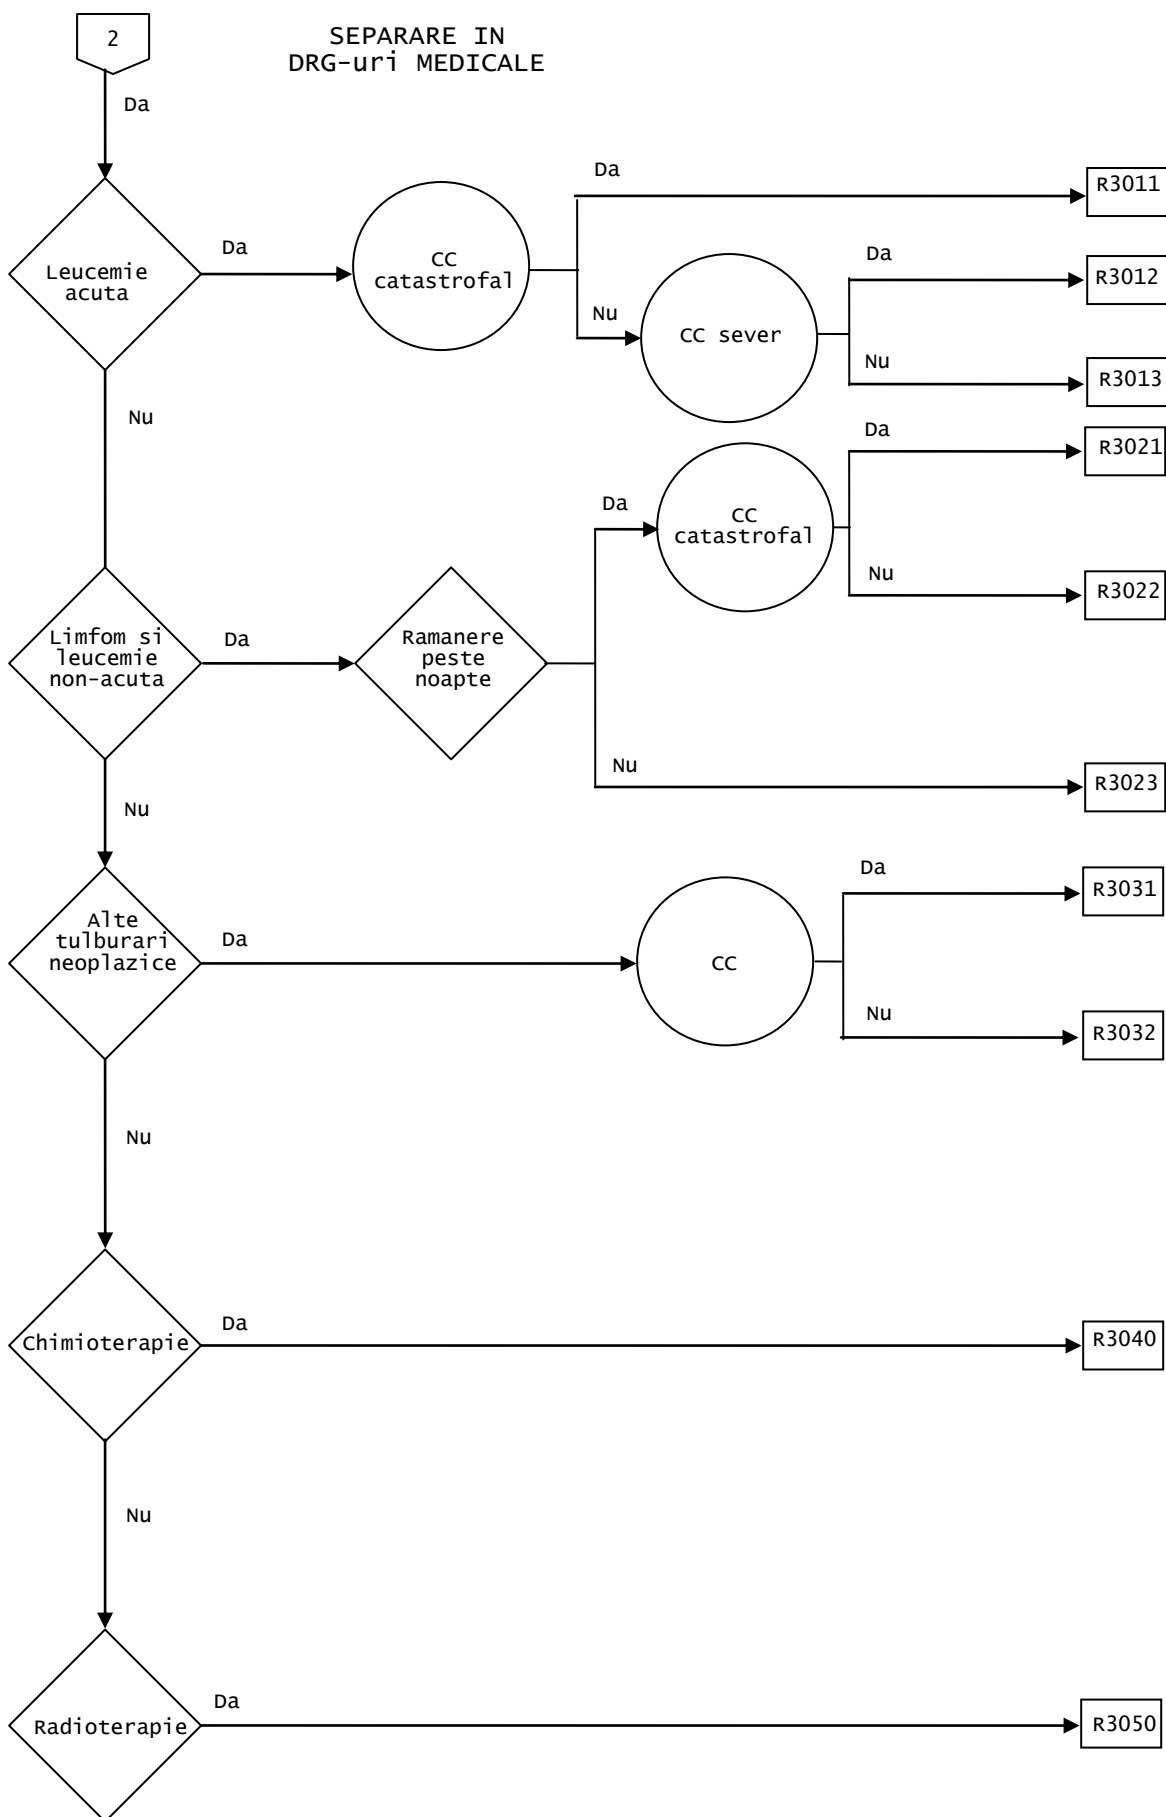 2
SEPARARE IN
DRG-uri MEDICALE
Da
Da
R3011
Leucemie
acuta
Da
CC
catastrofal
Da
R3012
Nu
CC sever
Nu
R3013
Nu
Da
R3021
Da
CC
catastrofal
Nu
R3022
Limfom si
leucemie
non-acuta
Da
Ramanere
peste
noapte
Nu
R3023
Nu
Da
R3031
Alte
tulburari
neoplazice
Da
CC
Nu
R3032
Nu
Chimioterapie
Da
R3040
Nu
Radioterapie
Da
R3050